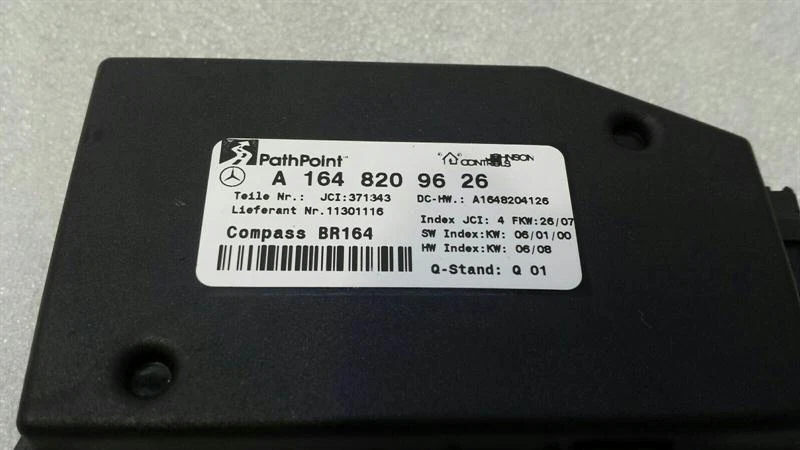 PathPoint™ JOHNSON CONTROLS
A 164 820 96 26
Teile Nr.: JCI:371343 DC-HW.: A1648204126
Lieferant Nr.11301116 Index JCI: 4 FKW:26/07
SW Index:KW: 06/01/00
Compass BR164 HW Index:KW: 06/08
Q-Stand: Q 01